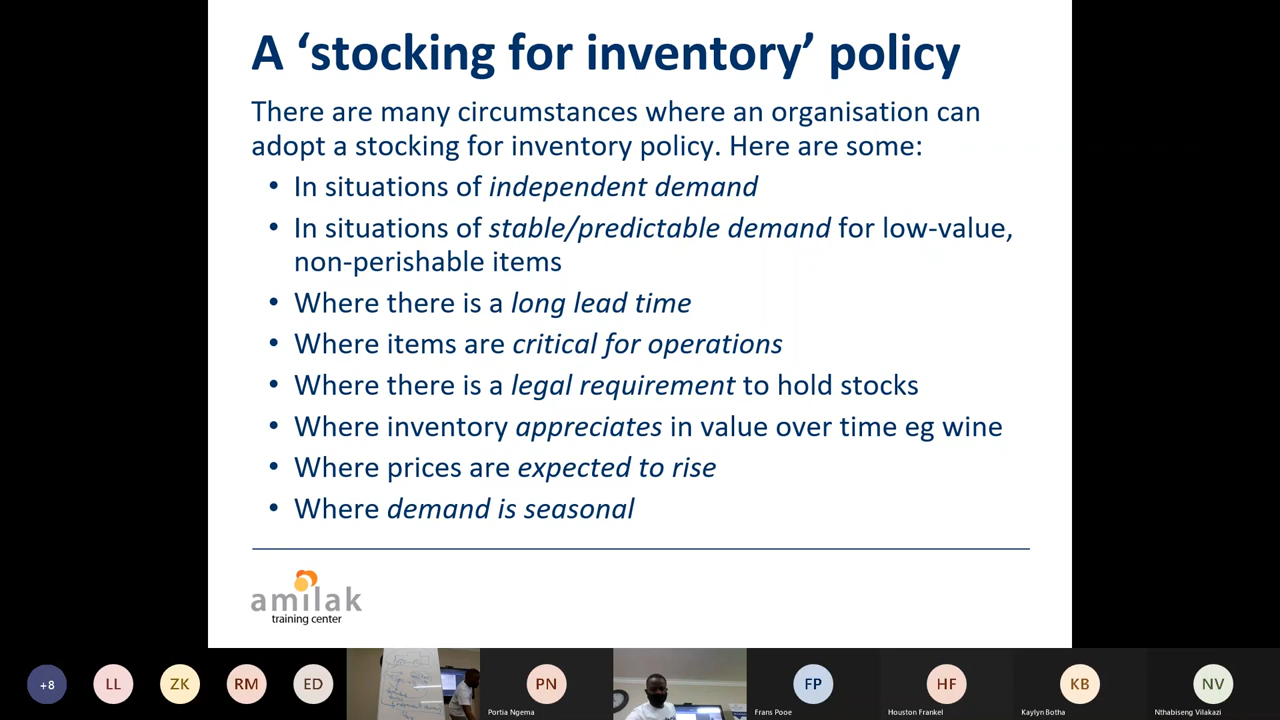 A ‘stocking for inventory’ policy
There are many circumstances where an organisation can
adopt a stocking for inventory policy. Here are some:
• In situations of independent demand
• In situations of stable/predictable demand for low-value,
non-perishable items
• Where there is a long lead time
• Where items are critical for operations
• Where there is a legal requirement to hold stocks
• Where inventory appreciates in value over time eg wine
• Where prices are expected to rise
• Where demand is seasonal
amilak
training center
+8
LL
ZK
RM
ED
PN
FP
HF
KB
NV
Portia Ngema
Frans Pooe
Houston Frankel
Kaylyn Botha
Nthabiseng Vilakazi